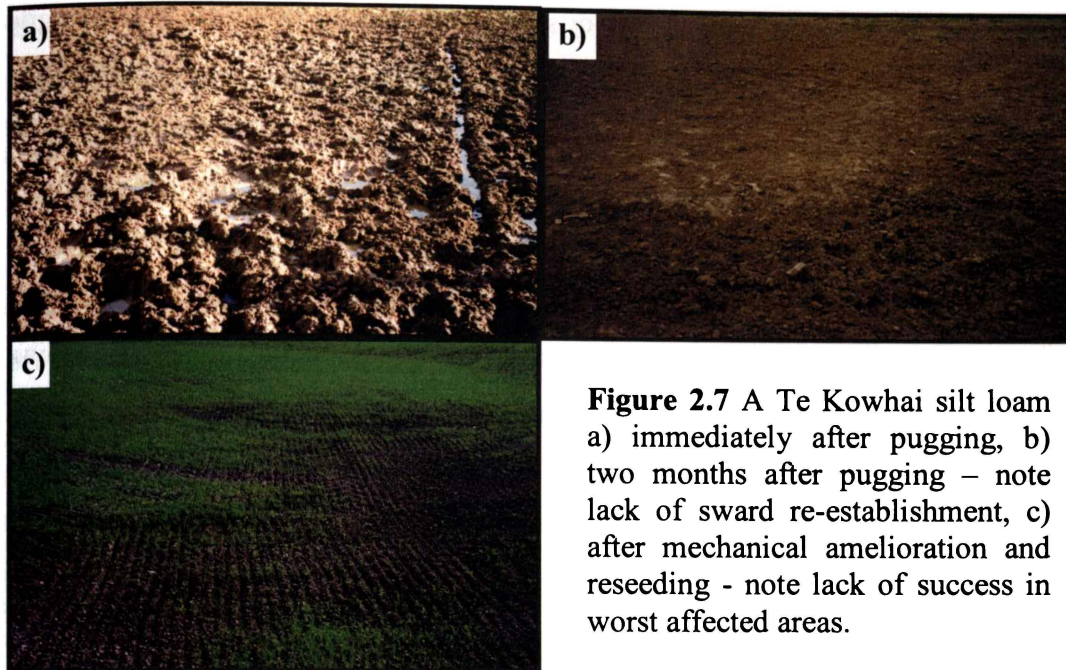 a)
b)
c)
Figure 2.7 A Te Kowhai silt loam
a) immediately after pugging, b)
two months after pugging – note
lack of sward re-establishment, c)
after mechanical amelioration and
reseeding - note lack of success in
worst affected areas.